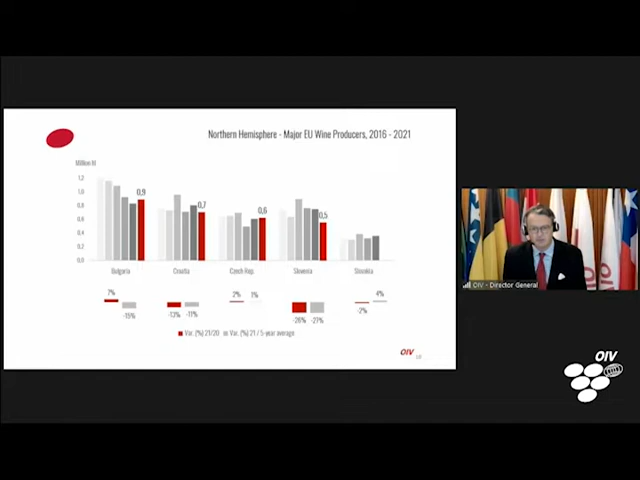 Northern Hemisphere - Major EU Wine Producers, 2016 - 2021
Million hl
1,2
1,0
0,8
0,6
0,4
0,2
0,0
0,9
0,7
0,6
0,5
Bulgaria
Croatia
Czech Rep.
Slovenia
Slovakia
7%
-15%
-13%
-11%
2%
1%
-26%
-27%
-2%
4%
Var. (%) 21/20
Var. (%) 21 / 5-year average
OIV
OIV - Director General
OIV
OIV